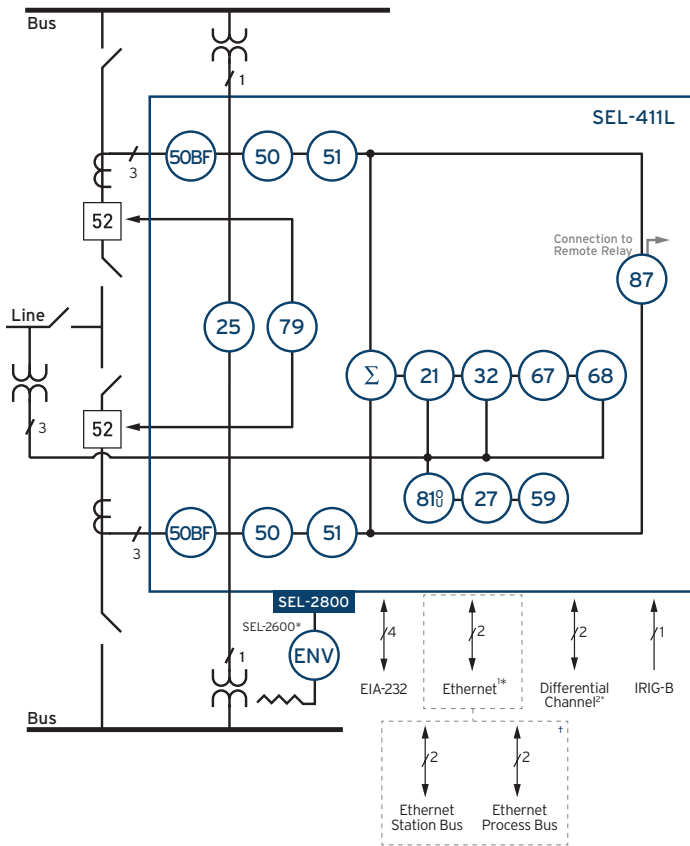 Bus
1
SEL-411L
50BF
50
51
3
52
Connection to
Remote Relay
87
Line
25
79
Σ
21
32
67
68
3
52
81OU
27
59
50BF
50
51
3
SEL-2800
SEL-2600*
ENV
1
4
2
2
1
EIA-232
Ethernet1*
Differential
Channel2*
IRIG-B
Bus
†
2
2
Ethernet
Station Bus
Ethernet
Process Bus